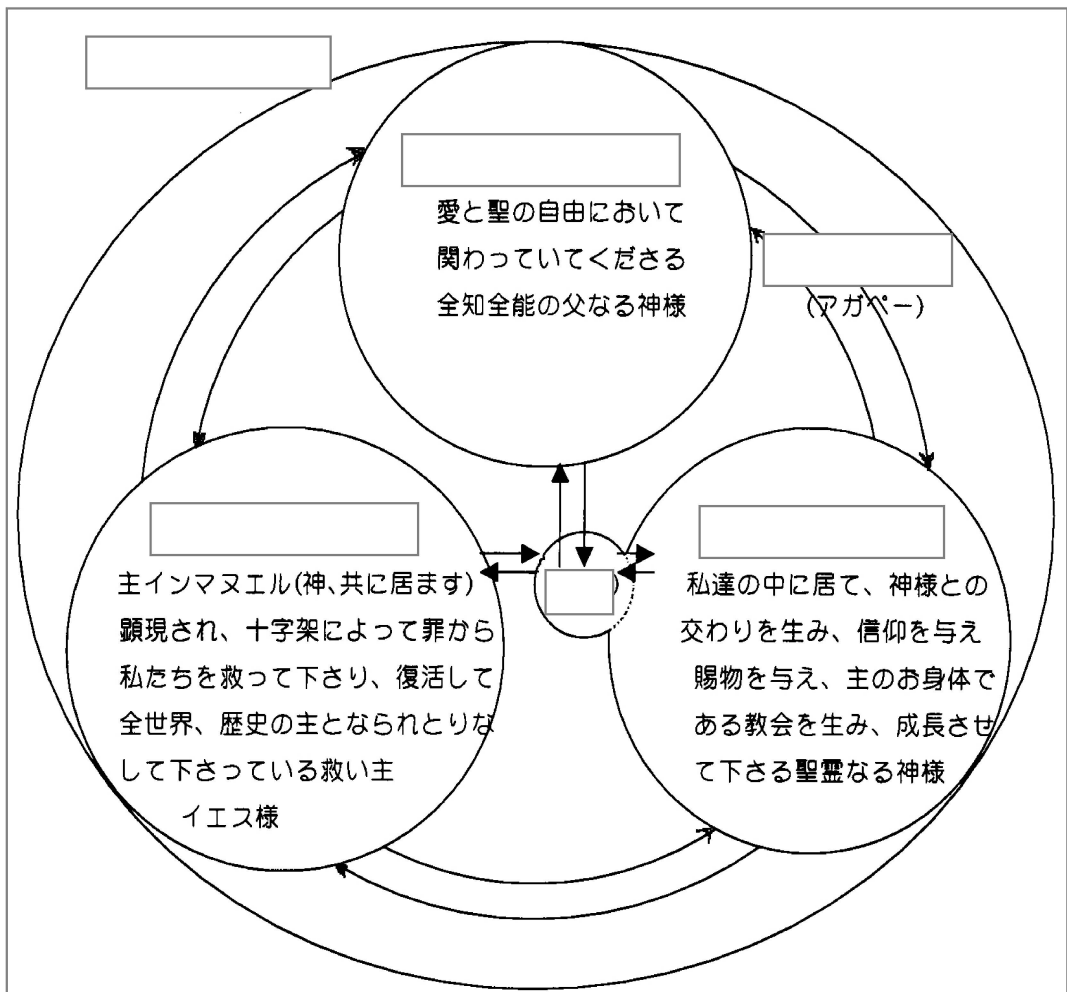 愛と聖の自由において
関わっていてくださる
全知全能の父なる神様
(アガペー)
主インマヌエル(神、共に居ます)
顕現され、十字架によって罪から
私たちを救って下さり、復活して
全世界、歴史の主となられとりな
して下さっている救い主
イエス様
私達の中に居て、神様との
交わりを生み、信仰を与え
賜物を与え、主のお身体で
ある教会を生み、成長させ
て下さる聖霊なる神様